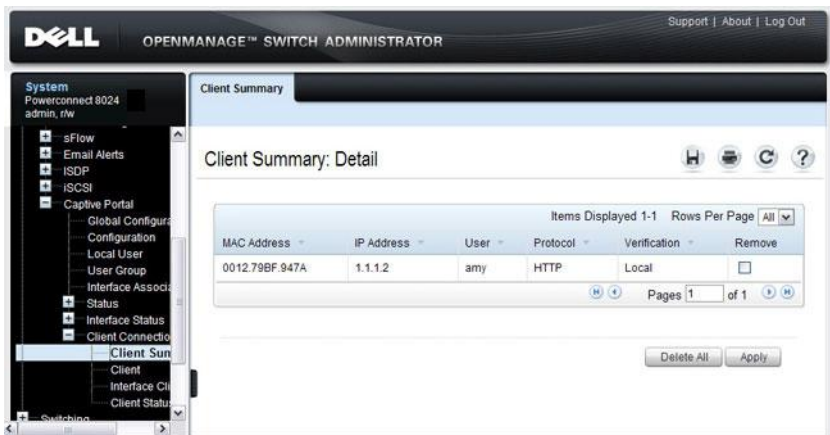 Support | About | Log Out
DELL
OPENMANAGE™ SWITCH ADMINISTRATOR
System
Powerconnect 8024
admin, r/w
sFlow
Email Alerts
ISDP
iSCSI
Captive Portal
Global Configura
Configuration
Local User
User Group
Interface Associa
Status
Interface Status
Client Connectio
Client Sum
Client
Interface Cli
Client Status
Switching
Client Summary
Client Summary: Detail
Items Displayed 1-1 Rows Per Page All
MAC Address IP Address User Protocol Verification Remove
0012.79BF.947A 1.1.1.2 amy HTTP Local
Pages 1 of 1
Delete All Apply